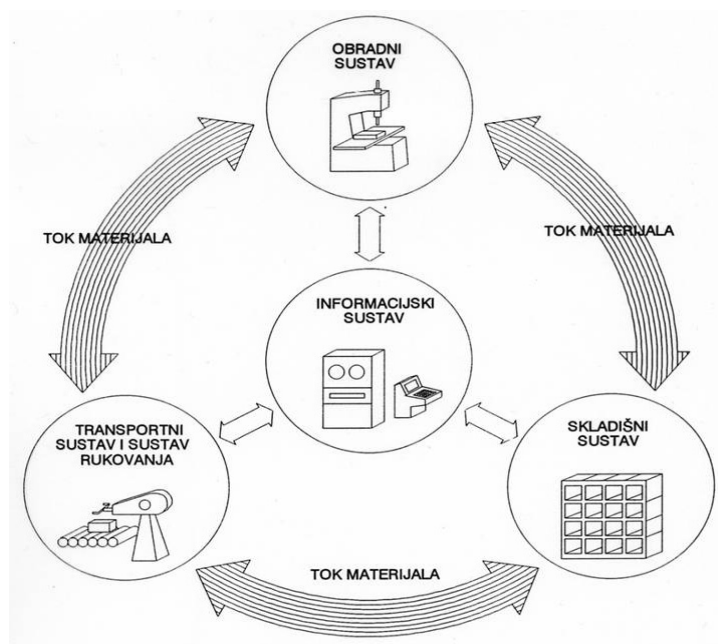 OBRADNI
SUSTAV
TOK MATERIJALA
TOK MATERIJALA
INFORMACIJSKI
SUSTAV
TRANSPORTNI
SUSTAV I SUSTAV
RUKOVANJA
SKLADIŠNI
SUSTAV
TOK MATERIJALA